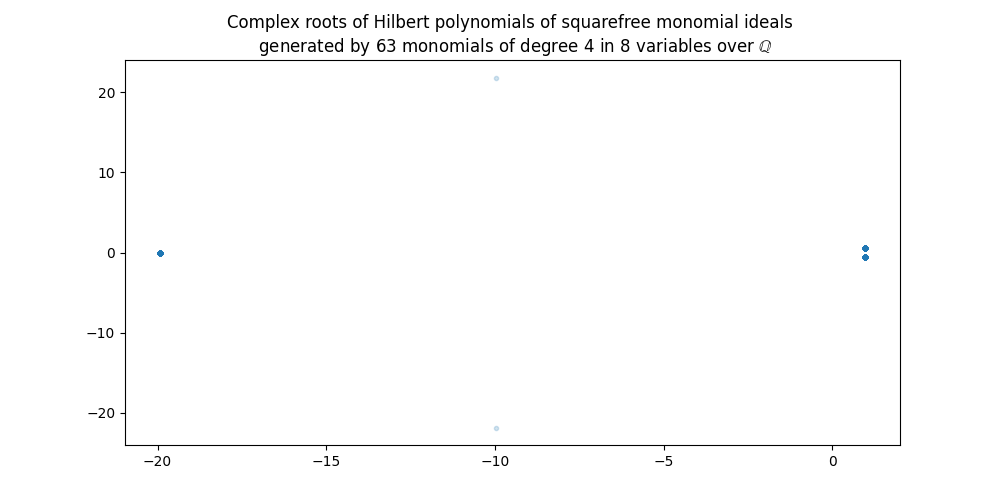 Complex roots of Hilbert polynomials of squarefree monomial ideals
generated by 63 monomials of degree 4 in 8 variables over ℚ
20
10
0
−10
−20
−20 −15 −10 −5 0